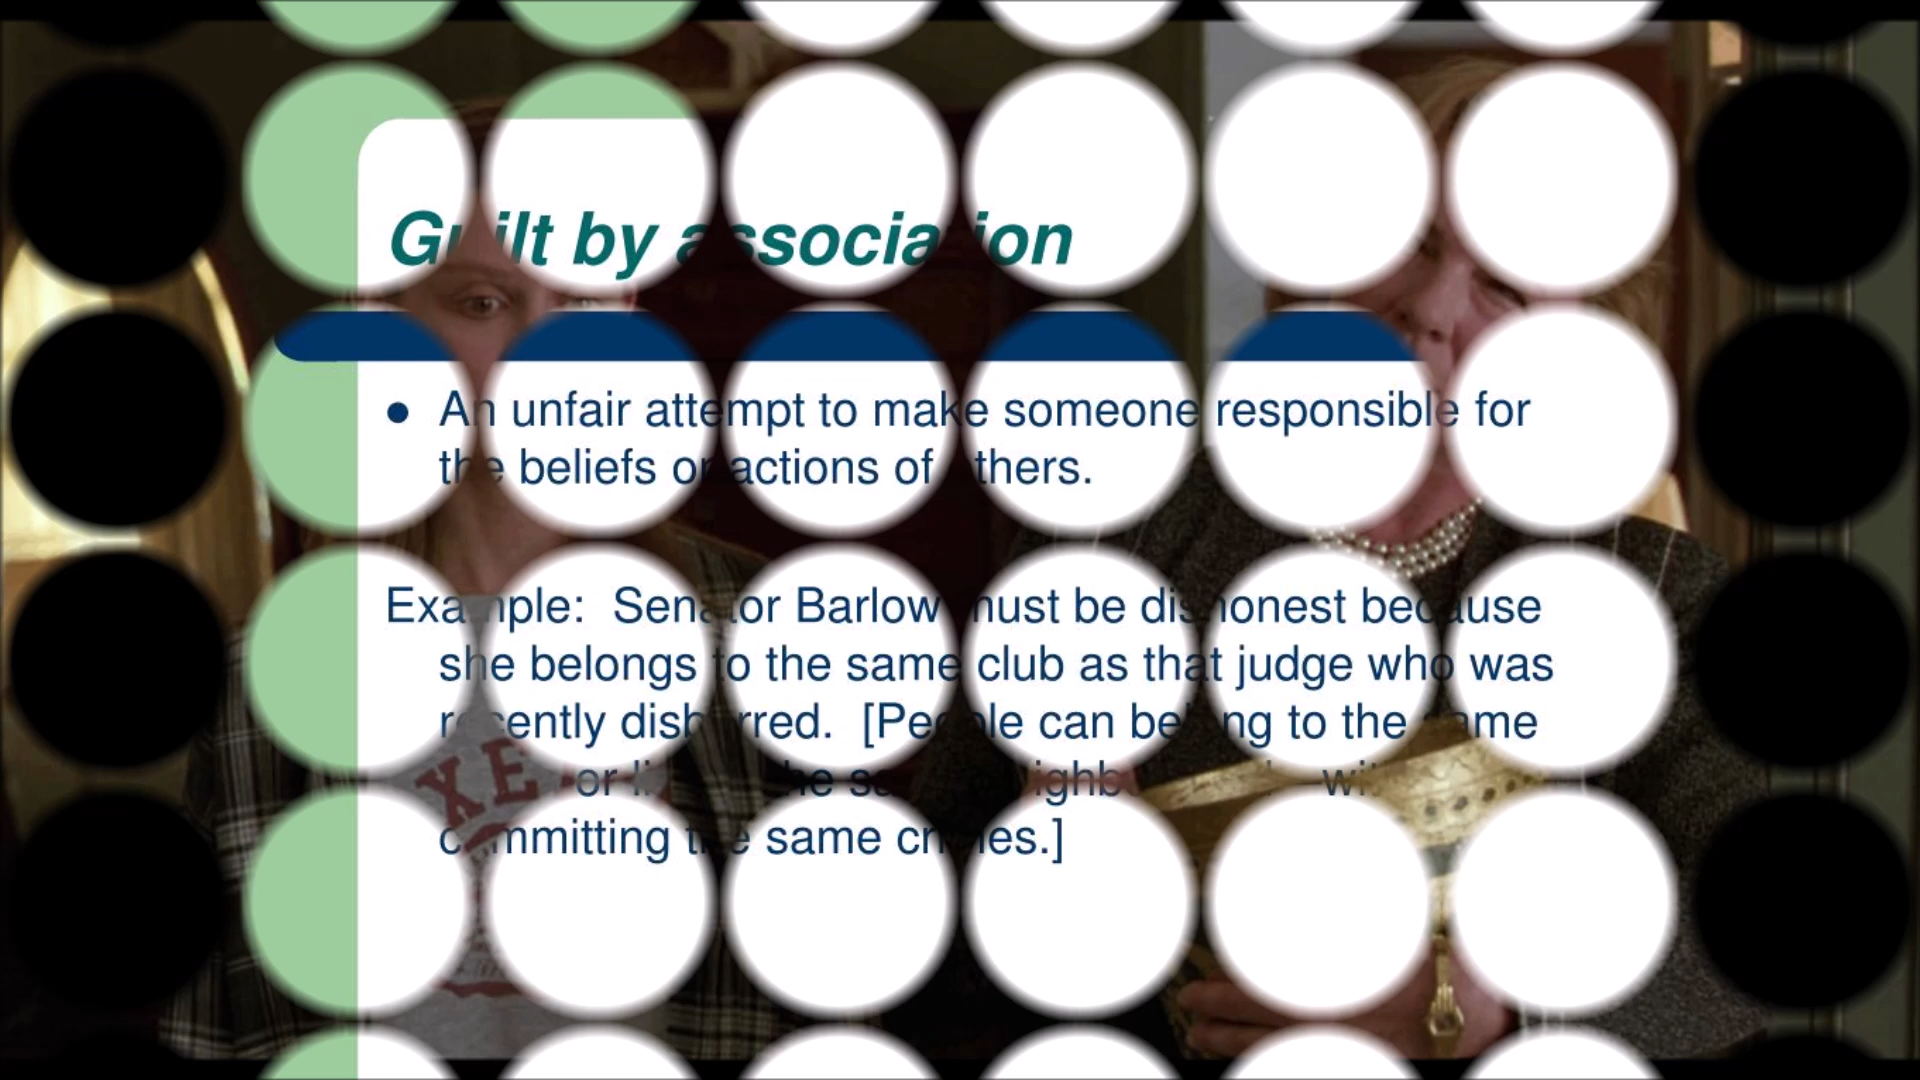 Guilt by association
• An unfair attempt to make someone responsible for
the beliefs or actions of others.
Example: Senator Barlow must be dishonest because
she belongs to the same club as that judge who was
recently disbarred. [People can belong to the same
or
committing the same crimes.]
XE